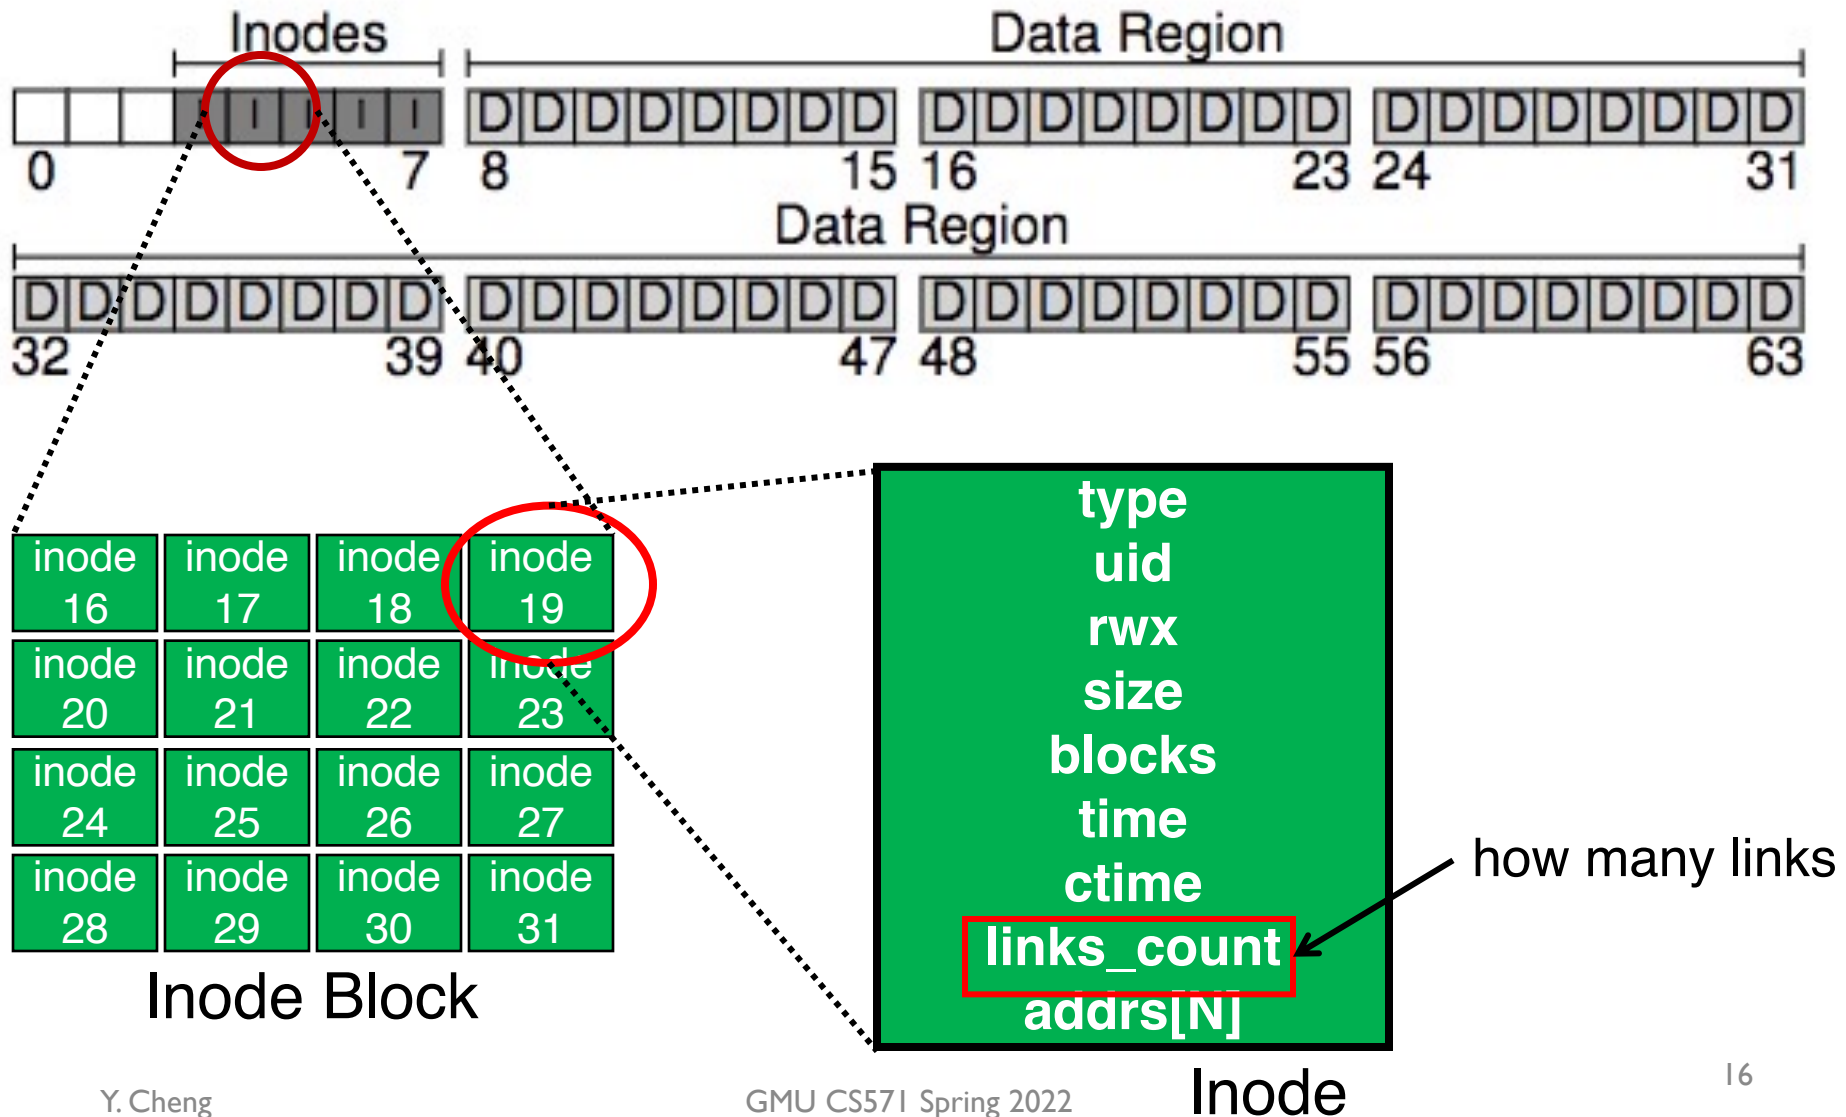 Inodes Data Region
I I I I I D D D D D D D D D D D D D D D D D D D D D D D D
0 7 8 15 16 23 24 31
Data Region
D D D D D D D D D D D D D D D D D D D D D D D D D D D D D D D D
32 39 40 47 48 55 56 63
inode 16 inode 17 inode 18 inode 19
inode 20 inode 21 inode 22 inode 23
inode 24 inode 25 inode 26 inode 27
inode 28 inode 29 inode 30 inode 31
Inode Block
type
uid
rwx
size
blocks
time
ctime
links_count
addrs[N]
how many links
Inode
Y. Cheng GMU CS571 Spring 2022 16